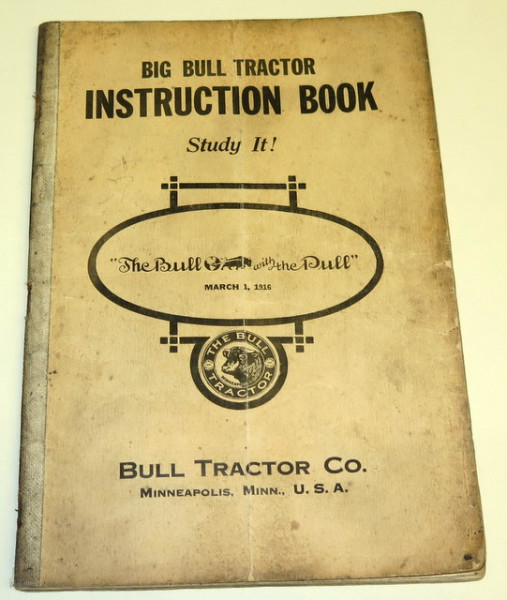 BIG BULL TRACTOR
INSTRUCTION BOOK
Study It!
"The Bull with the Pull"
MARCH 1, 1916
THE BULL
TRACTOR
BULL TRACTOR CO.
MINNEAPOLIS, MINN., U. S. A.